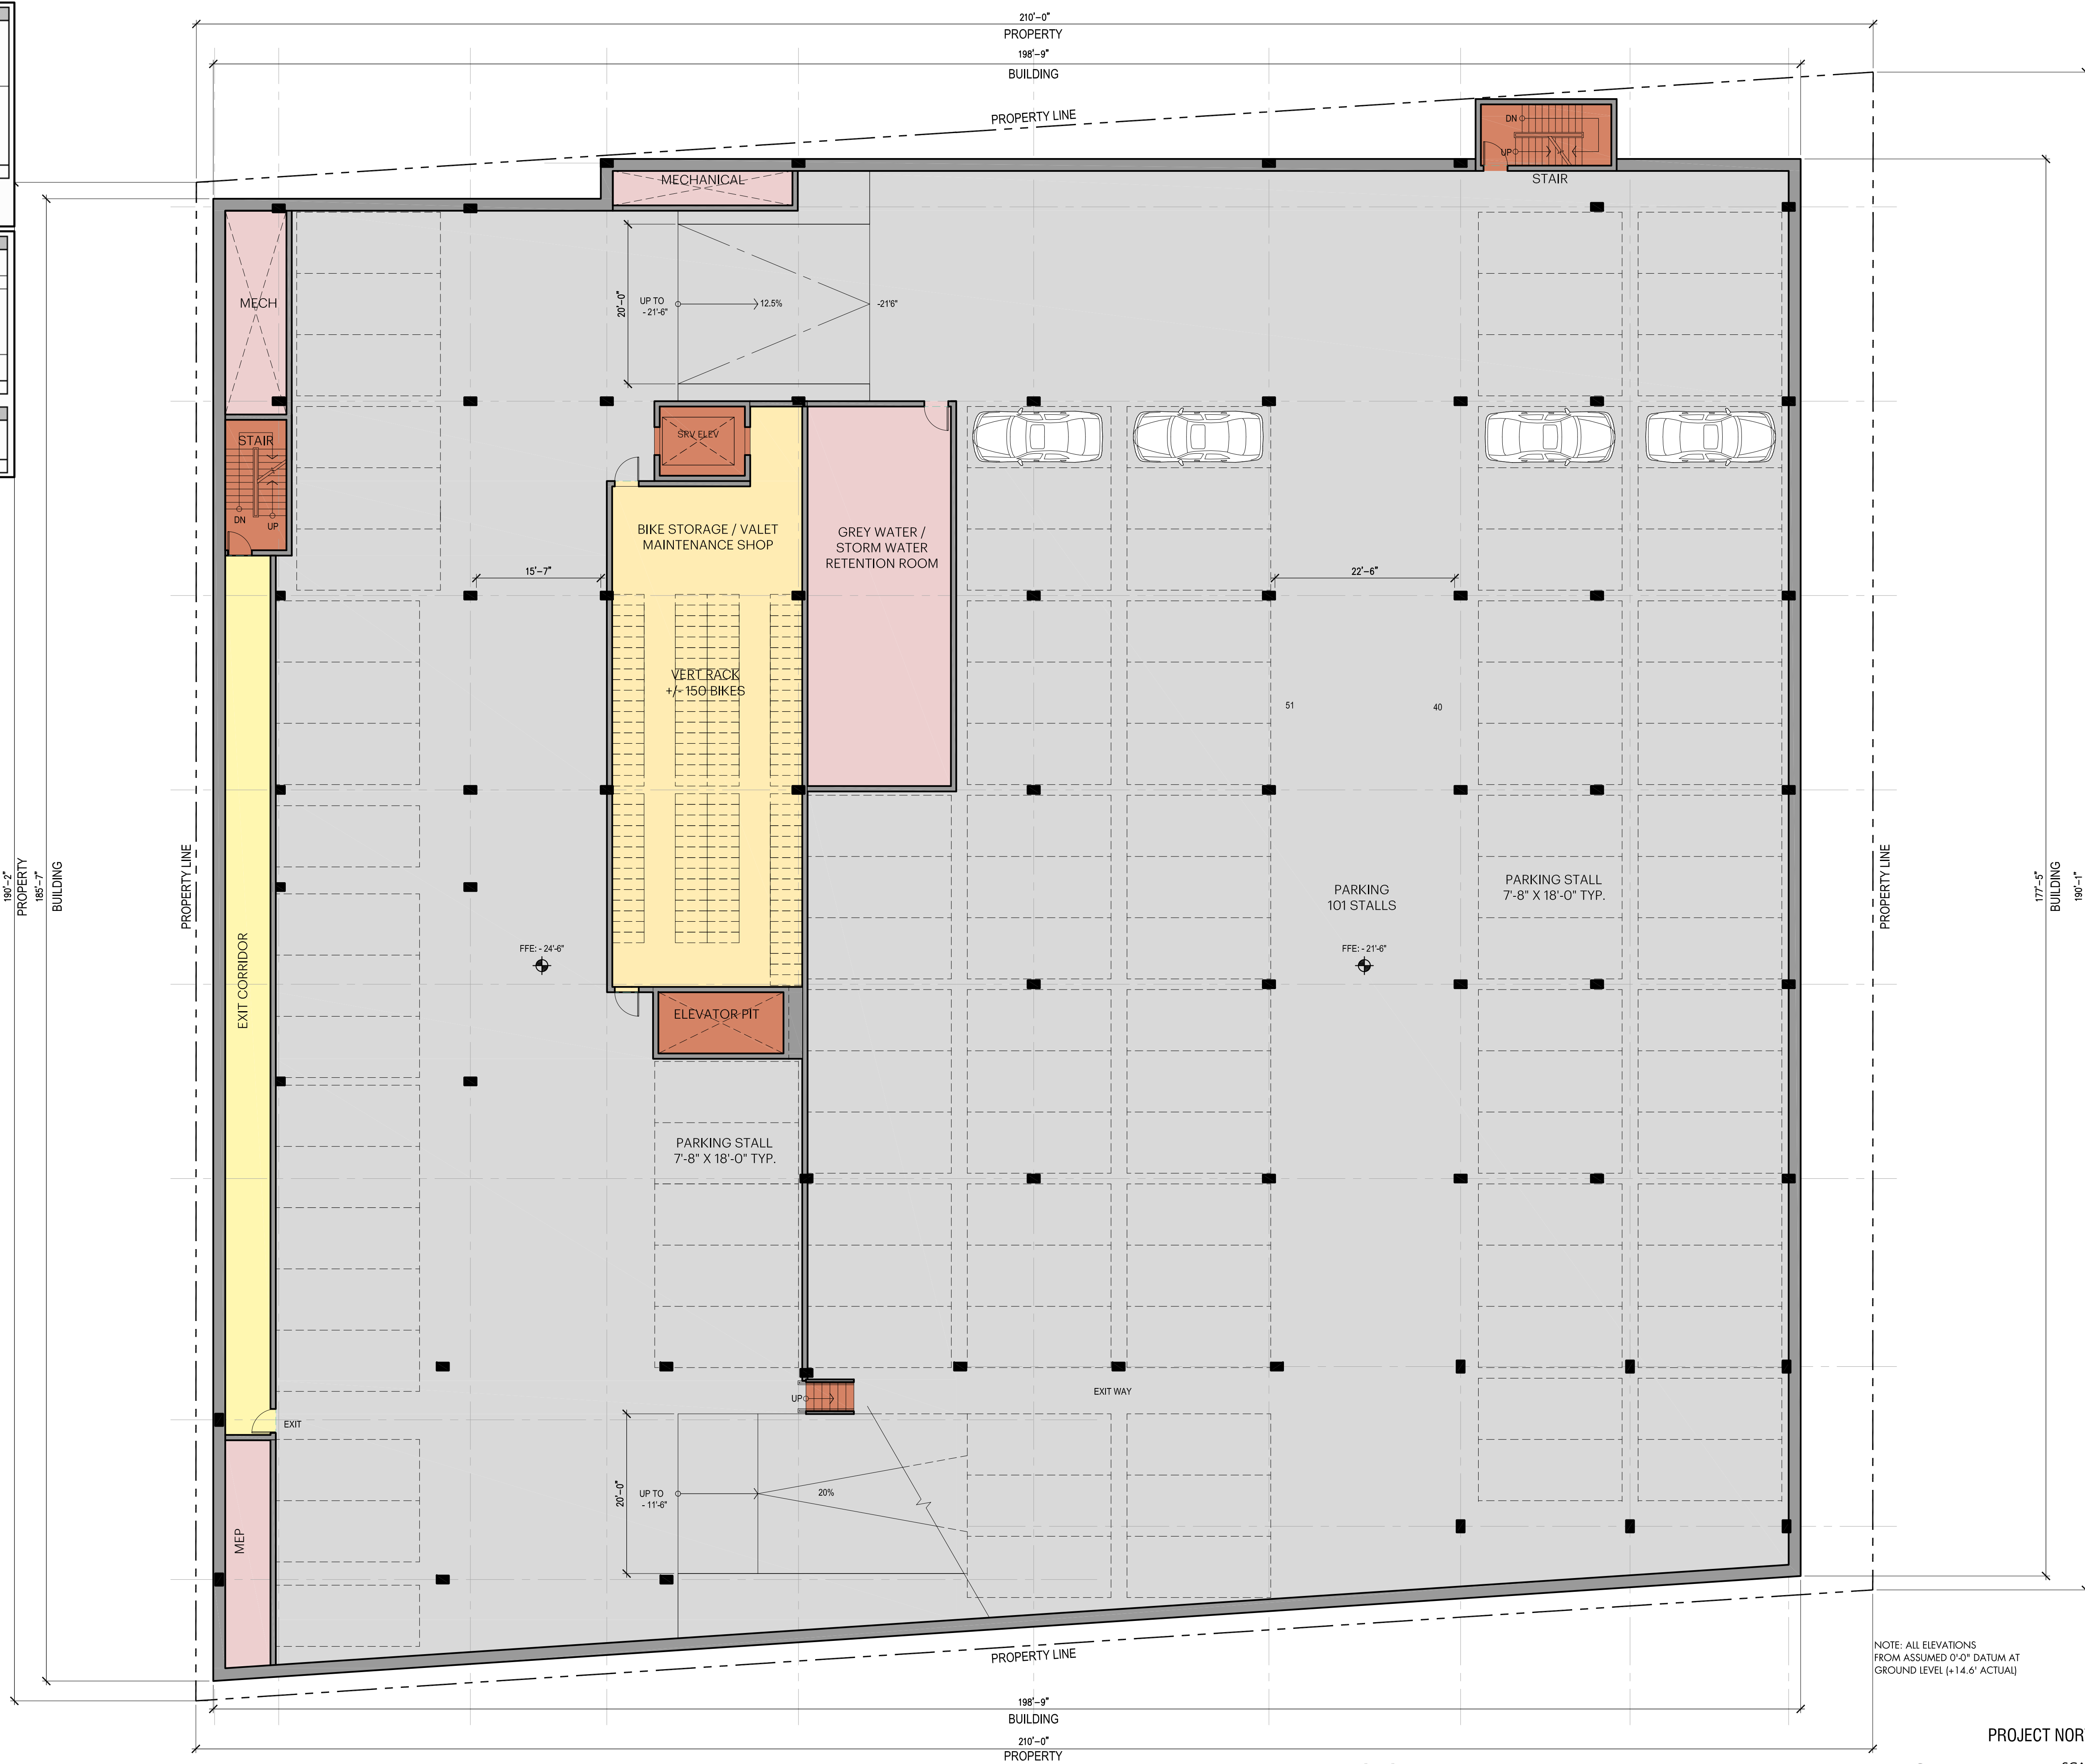 210'-0"
PROPERTY
198'-9"
BUILDING
PROPERTY LINE
DN
UP
STAIR
MECHANICAL
MECH
20'-0"
UP TO
- 21'-6"
12.5%
-21'6"
STAIR
DN
UP
SRV ELEV
BIKE STORAGE / VALET
MAINTENANCE SHOP
GREY WATER /
STORM WATER
RETENTION ROOM
15'-7"
22'-6"
VERT RACK
+/- 150 BIKES
51
40
190'-2"
PROPERTY
185'-7"
BUILDING
PROPERTY LINE
EXIT CORRIDOR
PARKING
101 STALLS
PARKING STALL
7'-8" X 18'-0" TYP.
PROPERTY LINE
177'-5"
BUILDING
190'-1"
FFE: - 24'-6"
FFE: - 21'-6"
ELEVATOR PIT
PARKING STALL
7'-8" X 18'-0" TYP.
UP
EXIT WAY
EXIT
20'-0"
UP TO
- 11'-6"
20%
MEP
PROPERTY LINE
NOTE: ALL ELEVATIONS
FROM ASSUMED 0'-0" DATUM AT
GROUND LEVEL (+14.6' ACTUAL)
198'-9"
BUILDING
210'-0"
PROPERTY
PROJECT NOR